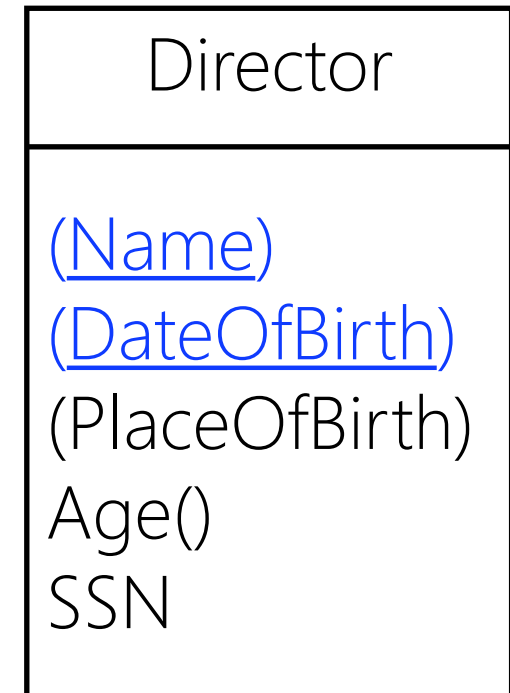 Director
(Name)
(DateOfBirth)
(PlaceOfBirth)
Age()
SSN